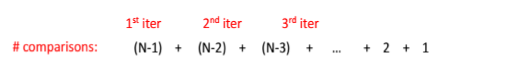 1st iter 2nd iter 3rd iter
# comparisons: (N-1) + (N-2) + (N-3) + ... + 2 + 1